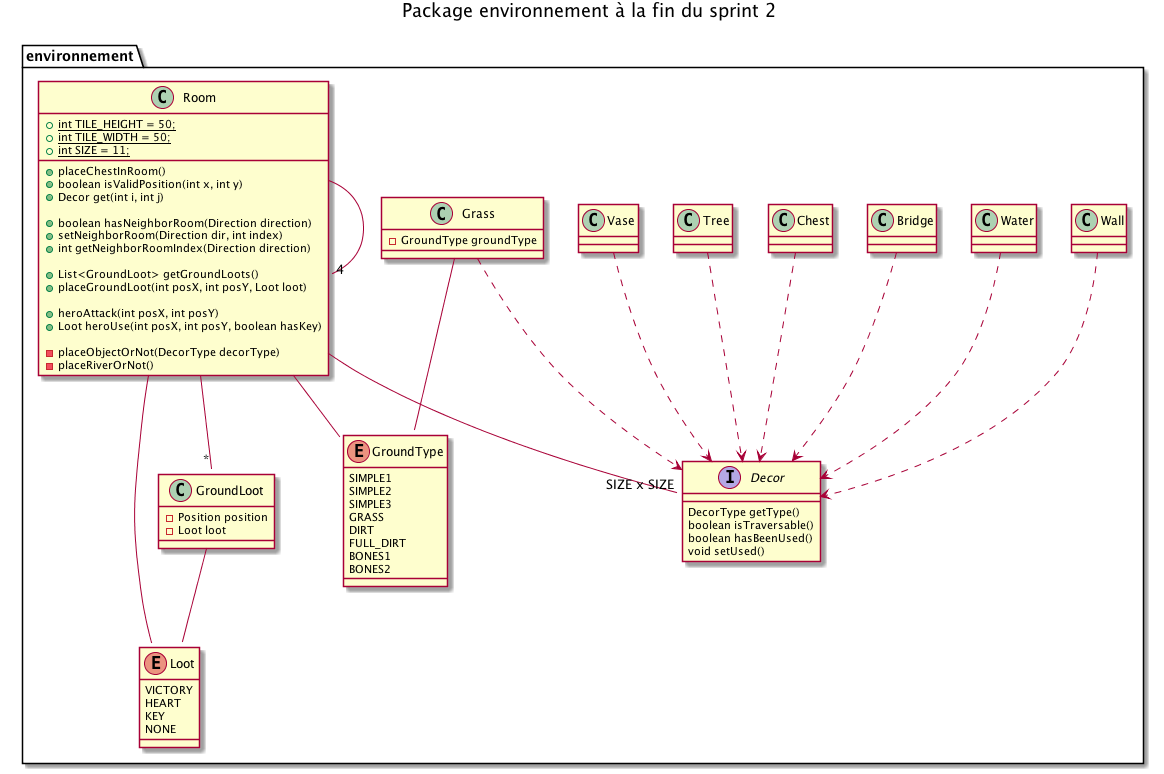 Package environnement à la fin du sprint 2
environnement
C Room
int TILE_HEIGHT = 50;
int TILE_WIDTH = 50;
int SIZE = 11;
placeChestInRoom()
boolean isValidPosition(int x, int y)
Decor get(int i, int j)
boolean hasNeighborRoom(Direction direction)
setNeighborRoom(Direction dir, int index)
int getNeighborRoomIndex(Direction direction)
List<GroundLoot> getGroundLoots()
placeGroundLoot(int posX, int posY, Loot loot)
heroAttack(int posX, int posY)
Loot heroUse(int posX, int posY, boolean hasKey)
placeObjectOrNot(DecorType decorType)
placeRiverOrNot()
4
C Grass
GroundType groundType
C Vase
C Tree
C Chest
C Bridge
C Water
C Wall
*
C GroundLoot
Position position
Loot loot
E GroundType
SIMPLE1
SIMPLE2
SIMPLE3
GRASS
DIRT
FULL_DIRT
BONES1
BONES2
SIZE x SIZE
I Decor
DecorType getType()
boolean isTraversable()
boolean hasBeenUsed()
void setUsed()
E Loot
VICTORY
HEART
KEY
NONE